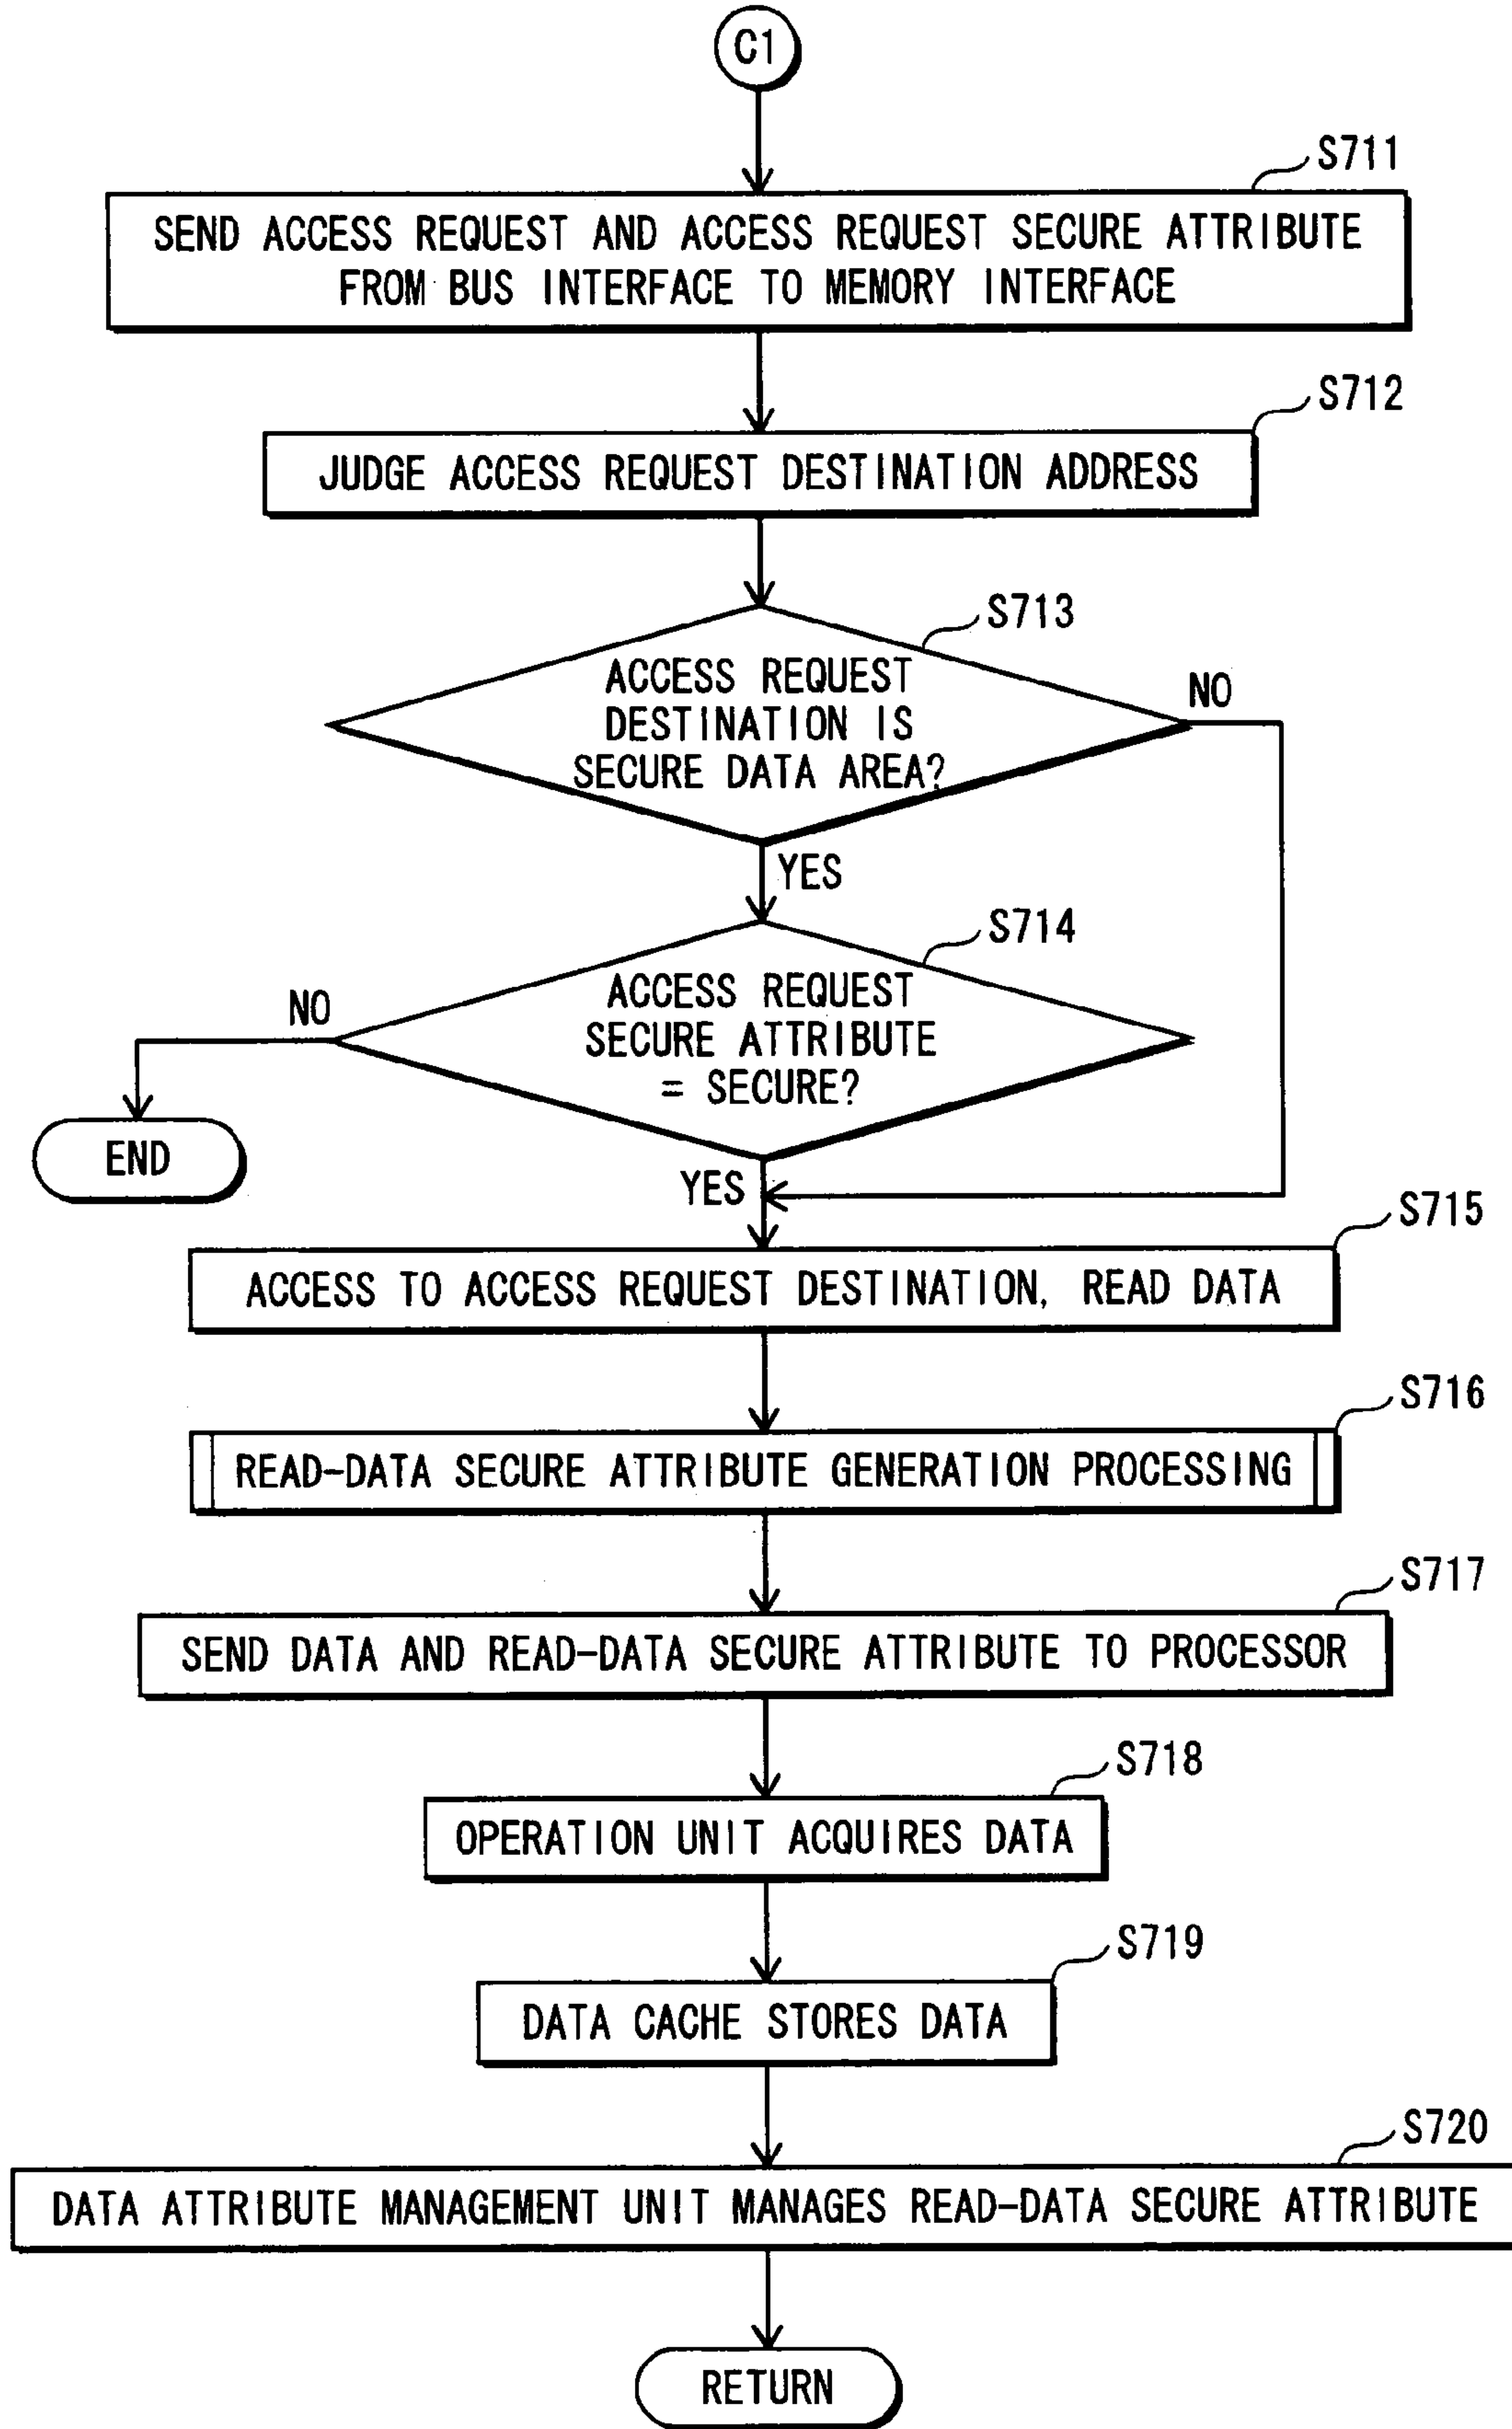 C1
S711
SEND ACCESS REQUEST AND ACCESS REQUEST SECURE ATTRIBUTE
FROM BUS INTERFACE TO MEMORY INTERFACE
S712
JUDGE ACCESS REQUEST DESTINATION ADDRESS
S713
ACCESS REQUEST
DESTINATION IS
SECURE DATA AREA?
NO
YES
S714
ACCESS REQUEST
SECURE ATTRIBUTE
= SECURE?
NO
END
YES
S715
ACCESS TO ACCESS REQUEST DESTINATION, READ DATA
S716
READ-DATA SECURE ATTRIBUTE GENERATION PROCESSING
S717
SEND DATA AND READ-DATA SECURE ATTRIBUTE TO PROCESSOR
S718
OPERATION UNIT ACQUIRES DATA
S719
DATA CACHE STORES DATA
S720
DATA ATTRIBUTE MANAGEMENT UNIT MANAGES READ-DATA SECURE ATTRIBUTE
RETURN